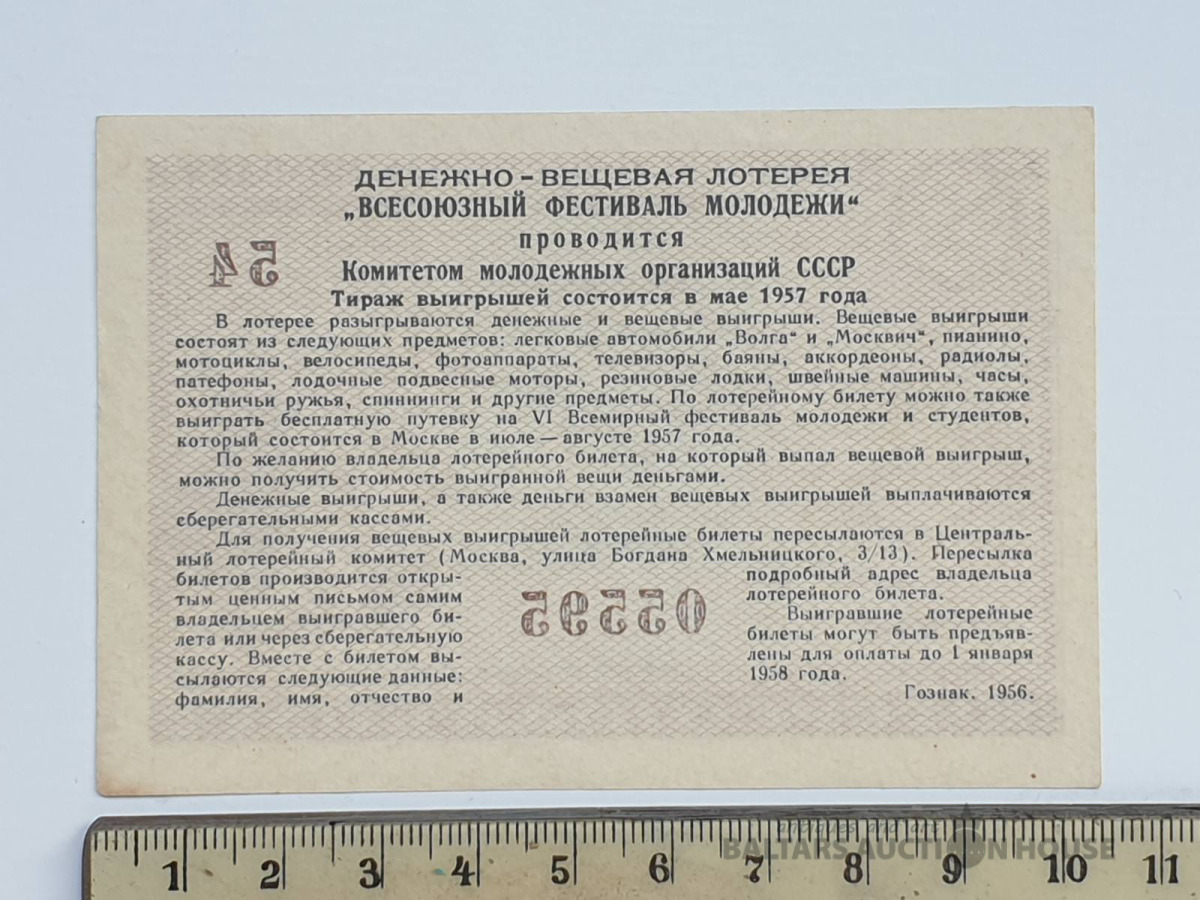 ДЕНЕЖНО-ВЕЩЕВАЯ ЛОТЕРЕЯ
„ВСЕСОЮЗНЫЙ ФЕСТИВАЛЬ МОЛОДЕЖИ“
проводится
54
Комитетом молодежных организаций СССР
Тираж выигрышей состоится в мае 1957 года
В лотерее разыгрываются денежные и вещевые выигрыши. Вещевые выигрыши
состоят из следующих предметов: легковые автомобили „Волга“ и „Москвич“, пианино,
мотоциклы, велосипеды, фотоаппараты, телевизоры, баяны, аккордеоны, радиолы,
патефоны, лодочные подвесные моторы, резиновые лодки, швейные машины, часы,
охотничьи ружья, спиннинги и другие предметы. По лотерейному билету можно также
выиграть бесплатную путевку на VI Всемирный фестиваль молодежи и студентов,
который состоится в Москве в июле — августе 1957 года.
По желанию владельца лотерейного билета, на который выпал вещевой выигрыш,
можно получить стоимость выигранной вещи деньгами.
Денежные выигрыши, а также деньги взамен вещевых выигрышей выплачиваются
сберегательными кассами.
Для получения вещевых выигрышей лотерейные билеты пересылаются в Централь-
ный лотерейный комитет (Москва, улица Богдана Хмельницкого, 3/13). Пересылка
билетов производится откры-
тым ценным письмом самим
владельцем выигравшего би-
лета или через сберегательную
кассу. Вместе с билетом вы-
сылаются следующие данные:
фамилия, имя, отчество и
05595
подробный адрес владельца
лотерейного билета.
Выигравшие лотерейные
билеты могут быть предъяв-
лены для оплаты до 1 января
1958 года.
Гознак. 1956.
antiques and art
BALTARS AUCTION HOUSE
1 2 3 4 5 6 7 8 9 10 11